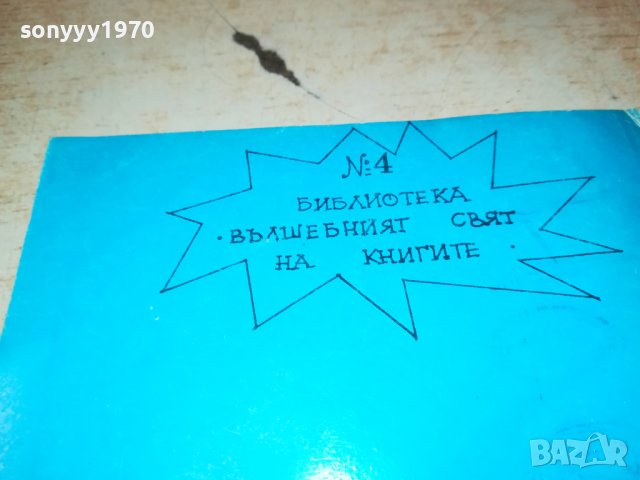 sonyyy1970
№4
БИБЛИОТЕКА
·ВЪЛШЕБНИЯТ СВЯТ
НА КНИГИТЕ·
BAZAR